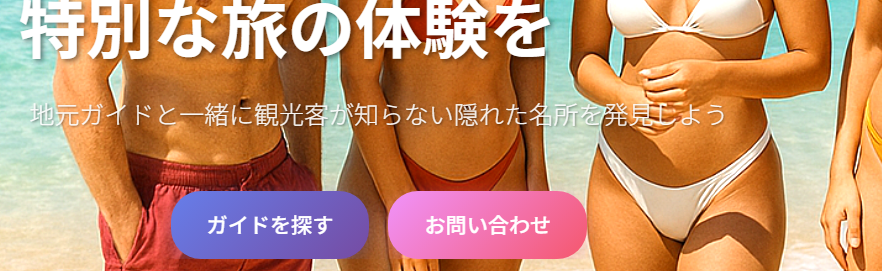 特別な旅の体験を
地元ガイドと一緒に観光客が知らない隠れた名所を発見しよう
ガイドを探す
お問い合わせ